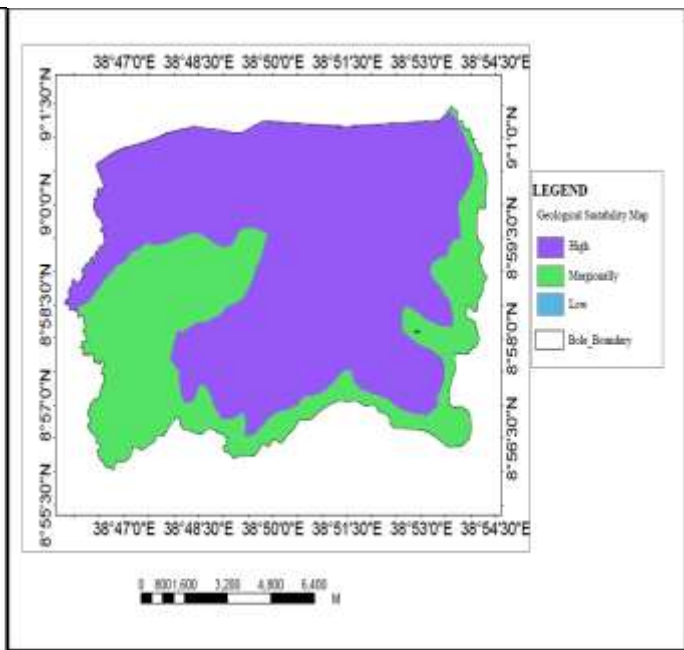 38°47'0"E 38°48'30"E 38°50'0"E 38°51'30"E 38°53'0"E 38°54'30"E
9°1'30"N
9°0'0"N
8°58'30"N
8°57'0"N
8°55'30"N
9°1'0"N
8°59'30"N
8°58'0"N
8°56'30"N
38°47'0"E 38°48'30"E 38°50'0"E 38°51'30"E 38°53'0"E 38°54'30"E
LEGEND
Geological Map
High
Low
Bole_Boundary
0 800 1,600 3,200 4,800 6,400
M